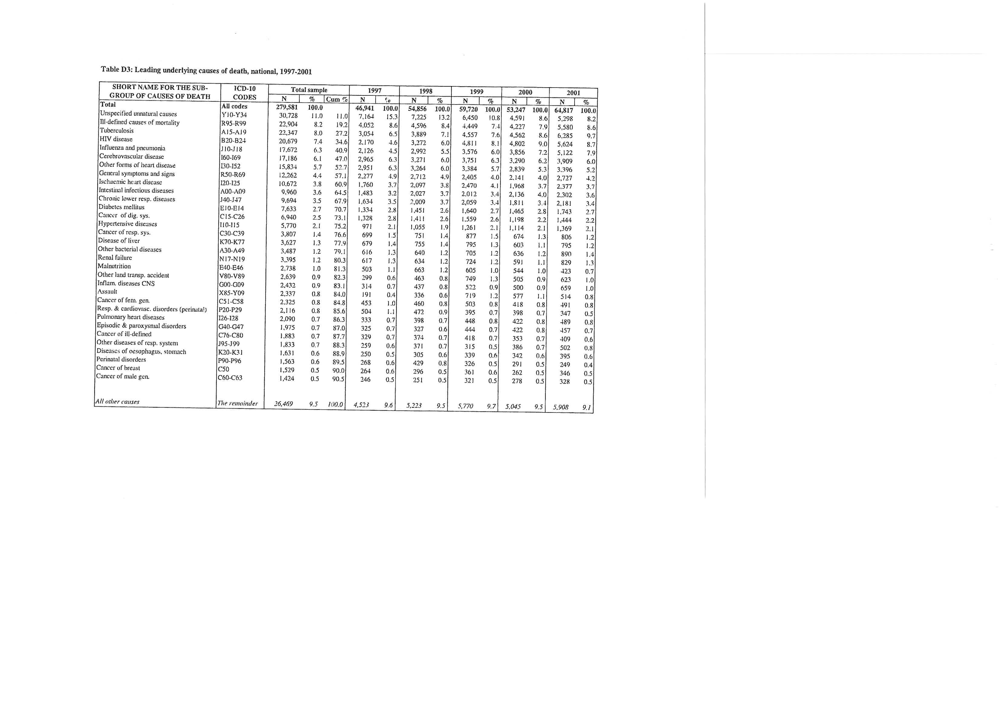 Table D3: Leading underlying causes of death, national, 1997-2001
SHORT NAME FOR THE SUB-GROUP OF CAUSES OF DEATH ICD-10 CODES Total sample 1997 1998 1999 2000 2001
N % Cum % N % N % N % N % N %
Total All codes 279,581 100.0 46,941 100.0 54,856 100.0 59,720 100.0 53,247 100.0 64,817 100.0
Unspecified unnatural causes Y10-Y34 30,728 11.0 11.0 7,164 15.3 7,225 13.2 6,450 10.8 4,591 8.6 5,298 8.2
Ill-defined causes of mortality R95-R99 22,904 8.2 19.2 4,052 8.6 4,596 8.4 4,449 7.4 4,227 7.9 5,580 8.6
Tuberculosis A15-A19 22,347 8.0 27.2 3,054 6.5 3,889 7.1 4,557 7.6 4,562 8.6 6,285 9.7
HIV disease B20-B24 20,679 7.4 34.6 2,170 4.6 3,272 6.0 4,811 8.1 4,802 9.0 5,624 8.7
Influenza and pneumonia J10-J18 17,672 6.3 40.9 2,126 4.5 2,992 5.5 3,576 6.0 3,856 7.2 5,122 7.9
Cerebrovascular disease I60-I69 17,186 6.1 47.0 2,965 6.3 3,271 6.0 3,751 6.3 3,290 6.2 3,909 6.0
Other forms of heart disease I30-I52 15,834 5.7 52.7 2,951 6.3 3,264 6.0 3,384 5.7 2,839 5.3 3.396 5.2
General symptoms and signs R50-R69 12,262 4.4 57.1 2,277 4.9 2,712 4.9 2,405 4.0 2,141 4.0 2,727 4.2
Ischaemic heart disease I20-I25 10,672 3.8 60.9 1,760 3.7 2,097 3.8 2,470 4.1 1,968 3.7 2,377 3.7
Intestinal infectious diseases A00-A09 9,960 3.6 64.5 1,483 3.2 2,027 3.7 2,012 3.4 2,136 4.0 2,302 3.6
Chronic lower resp. diseases J40-J47 9,694 3.5 67.9 1,634 3.5 2,009 3.7 2,059 3.4 1,811 3.4 2,181 3.4
Diabetes mellitus E10-E14 7,633 2.7 70.7 1,334 2.8 1,451 2.6 1,640 2.7 1,465 2.8 1,743 2.7
Cancer of dig. sys. C15-C26 6,940 2.5 73.1 1,328 2.8 1,411 2.6 1.559 2.6 1,198 2.2 1,444 2.2
Hypertensive diseases I10-I15 5,770 2.1 75.2 971 2.1 1,055 1.9 1,261 2.1 1,114 2.1 1,369 2.1
Cancer of resp. sys. C30-C39 3,807 1.4 76.6 699 1.5 751 1.4 877 1.5 674 1.3 806 1.2
Disease of liver K70-K77 3,627 1.3 77.9 679 1.4 755 1.4 795 1.3 603 1.1 795 1.2
Other bacterial diseases A30-A49 3,487 1.2 79.1 616 1.3 640 1.2 705 1.2 636 1.2 890 1.4
Renal failure N17-N19 3,395 1.2 80.3 617 1.3 634 1.2 724 1.2 591 1.1 829 1.3
Malnutrition E40-E46 2,738 1.0 81.3 503 1.1 663 1.2 605 1.0 544 1.0 423 0.7
Other land transp. accident V80-V89 2,639 0.9 82.3 299 0.6 463 0.8 749 1.3 505 0.9 623 1.0
Inflam. diseases CNS G00-G09 2,432 0.9 83.1 314 0.7 437 0.8 522 0.9 500 0.9 659 1.0
Assault X85-Y09 2,337 0.8 84.0 191 0.4 336 0.6 719 1.2 577 1.1 514 0.8
Cancer of fem. gen. C51-C58 2,325 0.8 84.8 453 1.0 460 0.8 503 0.8 418 0.8 491 0.8
Resp. & cardiovasc. disorders (perinatal) P20-P29 2,116 0.8 85.6 504 1.1 472 0.9 395 0.7 398 0.7 347 0.5
Pulmonary heart diseases I26-I28 2,090 0.7 86.3 333 0.7 398 0.7 448 0.8 422 0.8 489 0.8
Episodic & paroxysmal disorders G40-G47 1,975 0.7 87.0 325 0.7 327 0.6 444 0.7 422 0.8 457 0.7
Cancer of ill-defined C76-C80 1,883 0.7 87.7 329 0.7 374 0.7 418 0.7 353 0.7 409 0.6
Other diseases of resp. system J95-J99 1,833 0.7 88.3 259 0.6 371 0.7 315 0.5 386 0.7 502 0.8
Diseases of oesophagus, stomach K20-K31 1,631 0.6 88.9 250 0.5 305 0.6 339 0.6 342 0.6 395 0.6
Perinatal disorders P90-P96 1,563 0.6 89.5 268 0.6 429 0.8 326 0.5 291 0.5 249 0.4
Cancer of breast C50 1,529 0.5 90.0 264 0.6 296 0.5 361 0.6 262 0.5 346 0.5
Cancer of male gen. C60-C63 1,424 0.5 90.5 246 0.5 251 0.5 321 0.5 278 0.5 328 0.5
All other causes The remainder 26,469 9.5 100.0 4,523 9.6 5,223 9.5 5,770 9.7 5,045 9.5 5,908 9.1